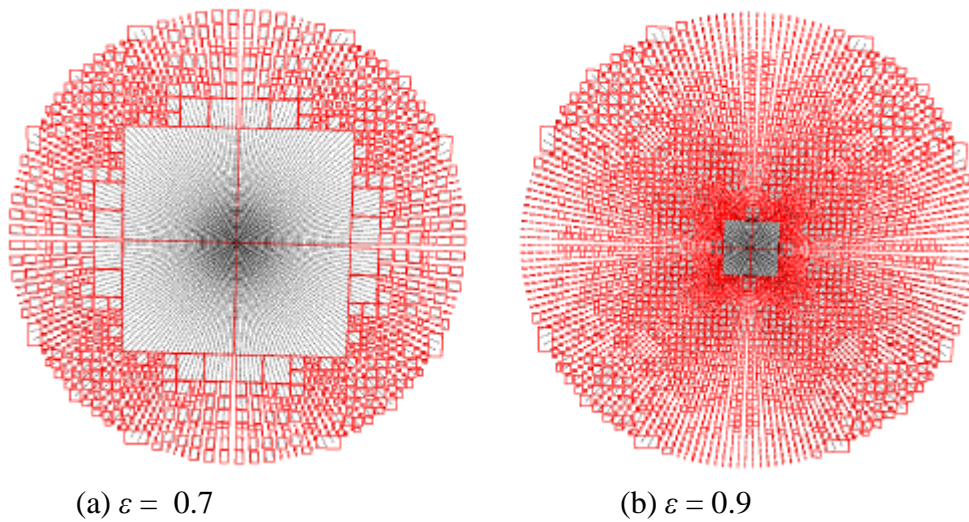 (a) ε = 0.7
(b) ε = 0.9